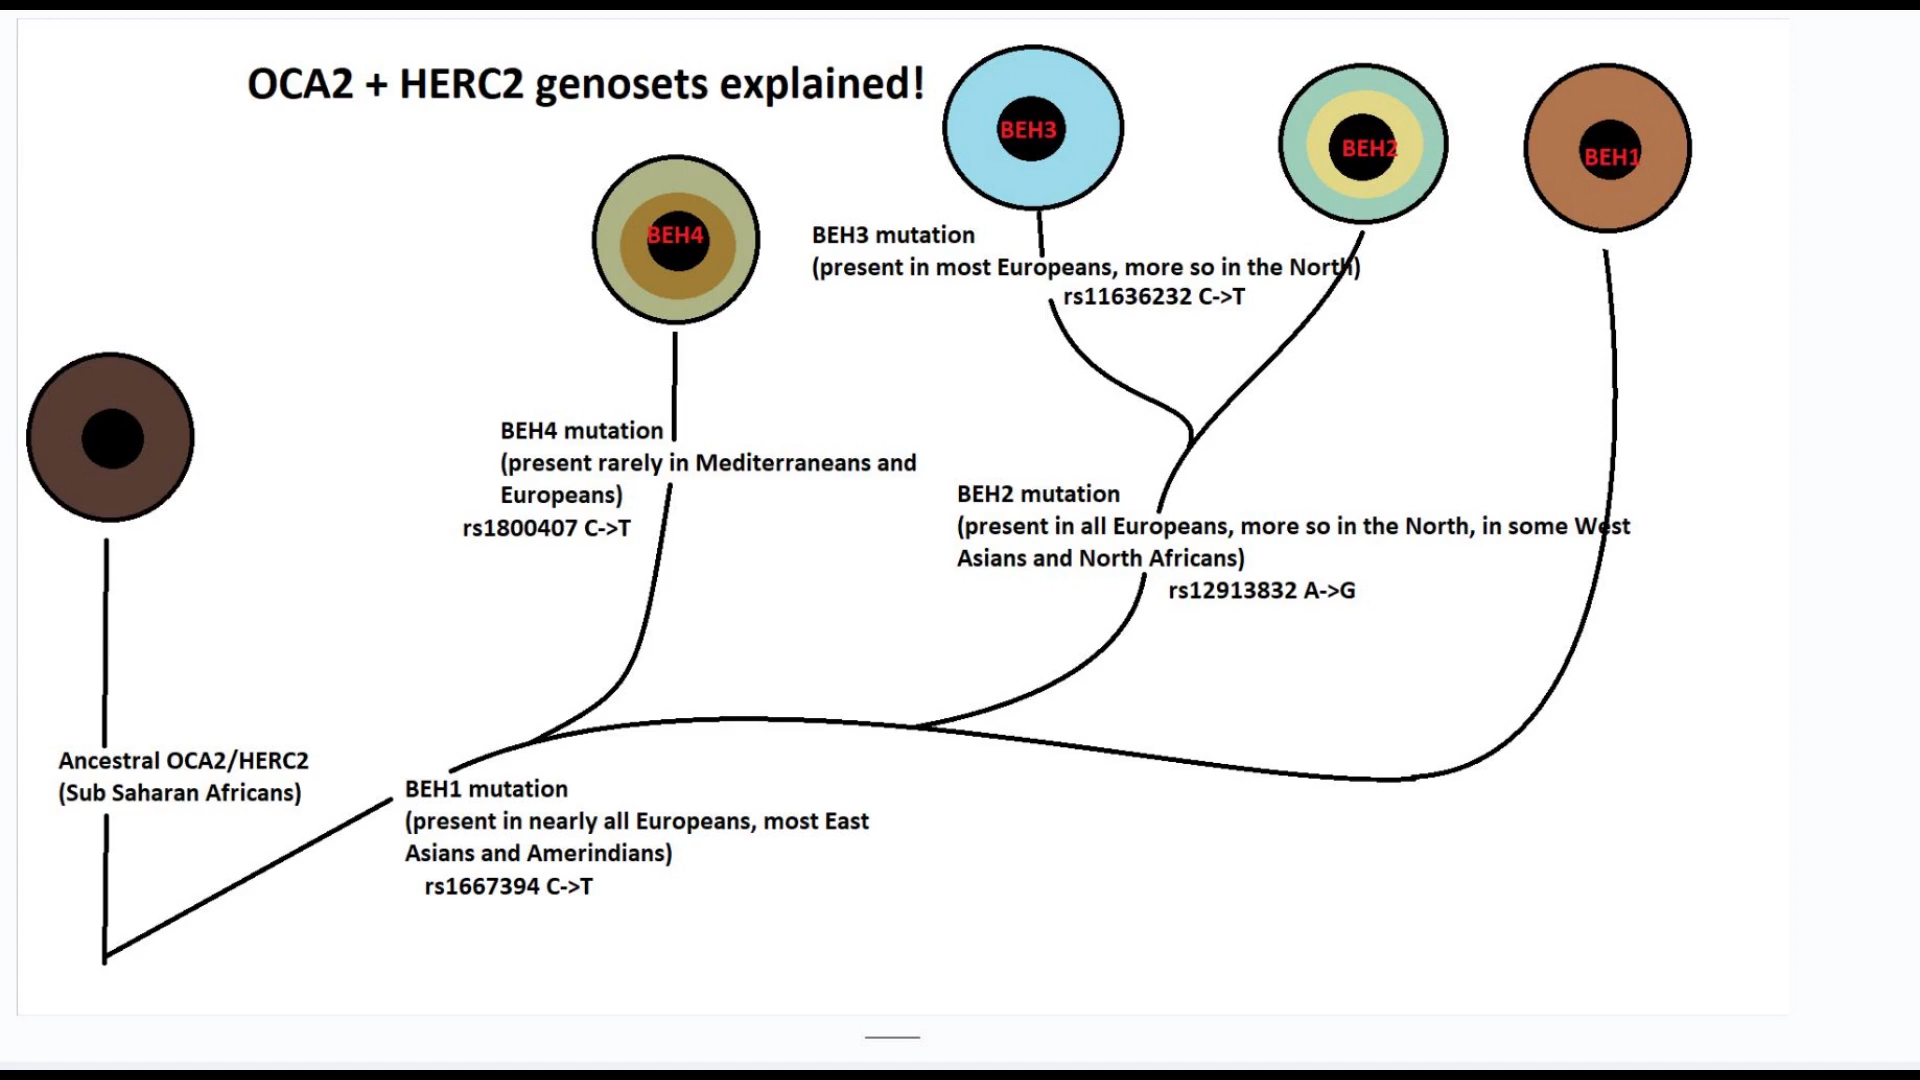 OCA2 + HERC2 genosets explained!
BEH3
BEH2
BEH1
BEH4
BEH3 mutation
(present in most Europeans, more so in the North)
rs11636232 C->T
BEH4 mutation
(present rarely in Mediterraneans and
Europeans)
rs1800407 C->T
BEH2 mutation
(present in all Europeans, more so in the North, in some West
Asians and North Africans)
rs12913832 A->G
Ancestral OCA2/HERC2
(Sub Saharan Africans)
BEH1 mutation
(present in nearly all Europeans, most East
Asians and Amerindians)
rs1667394 C->T